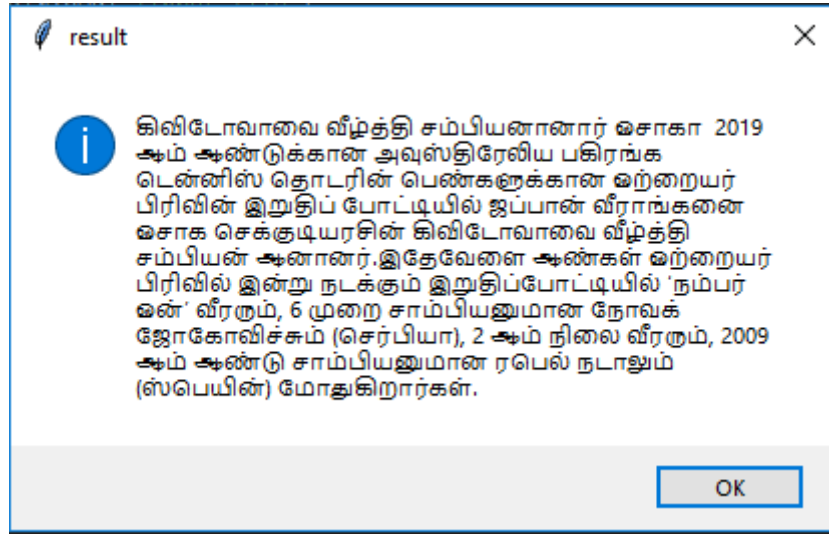 result
கிவிடோவாவை வீழ்த்தி சம்பியனானார் ஒசாகா 2019
ஆம் ஆண்டுக்கான அவுஸ்திரேலிய பகிரங்க
டென்னிஸ் தொடரின் பெண்களுக்கான ஒற்றையர்
பிரிவின் இறுதிப் போட்டியில் ஜப்பான் வீராங்கனை
ஒசாக செக்குடியரசின் கிவிடோவாவை வீழ்த்தி
சம்பியன் ஆனானர்.இதேவேளை ஆண்கள் ஒற்றையர்
பிரிவில் இன்று நடக்கும் இறுதிப்போட்டியில் ‘நம்பர்
ஒன்’ வீரரும், 6 முறை சாம்பியனுமான நோவக்
ஜோகோவிச்சும் (செர்பியா), 2 ஆம் நிலை வீரரும், 2009
ஆம் ஆண்டு சாம்பியனுமான ரபெல் நடாலும்
(ஸ்பெயின்) மோதுகிறார்கள்.
OK